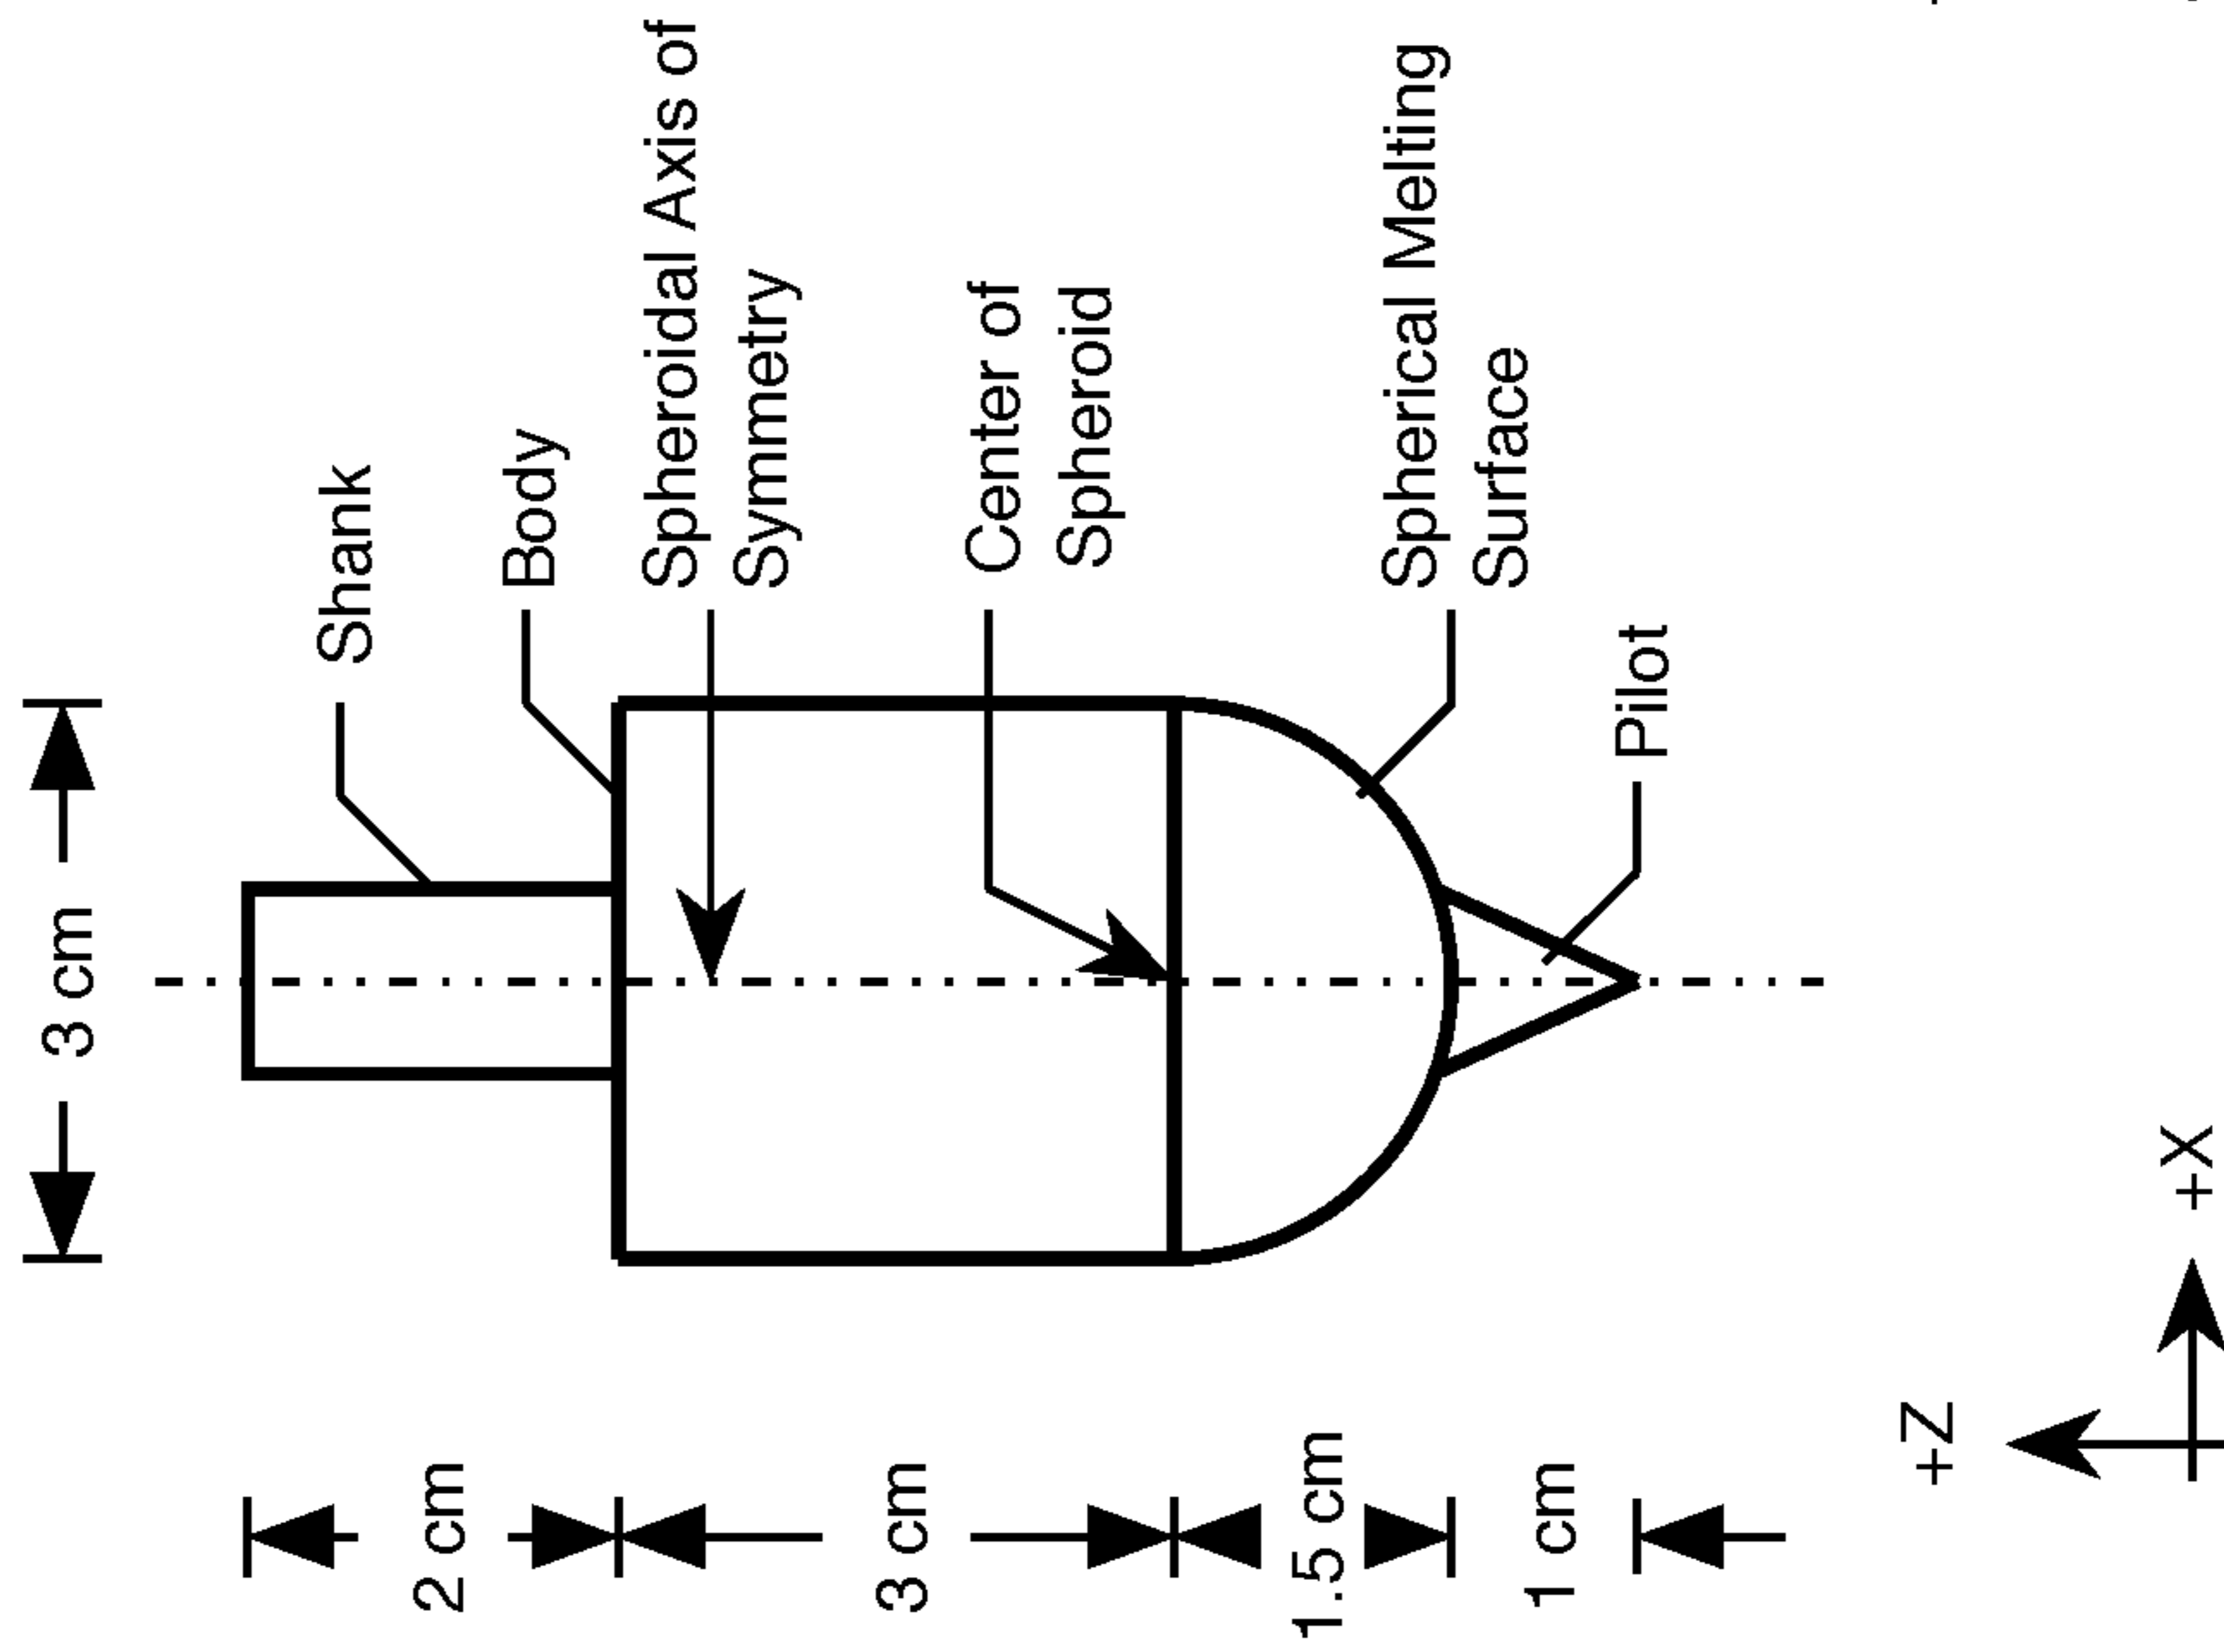 3 cm
Shank
Body
Spheroidal Axis of
Symmetry
Center of
Spheroid
Spherical Melting
Surface
Pilot
2 cm
3 cm
1.5 cm
1 cm
+Z
+X